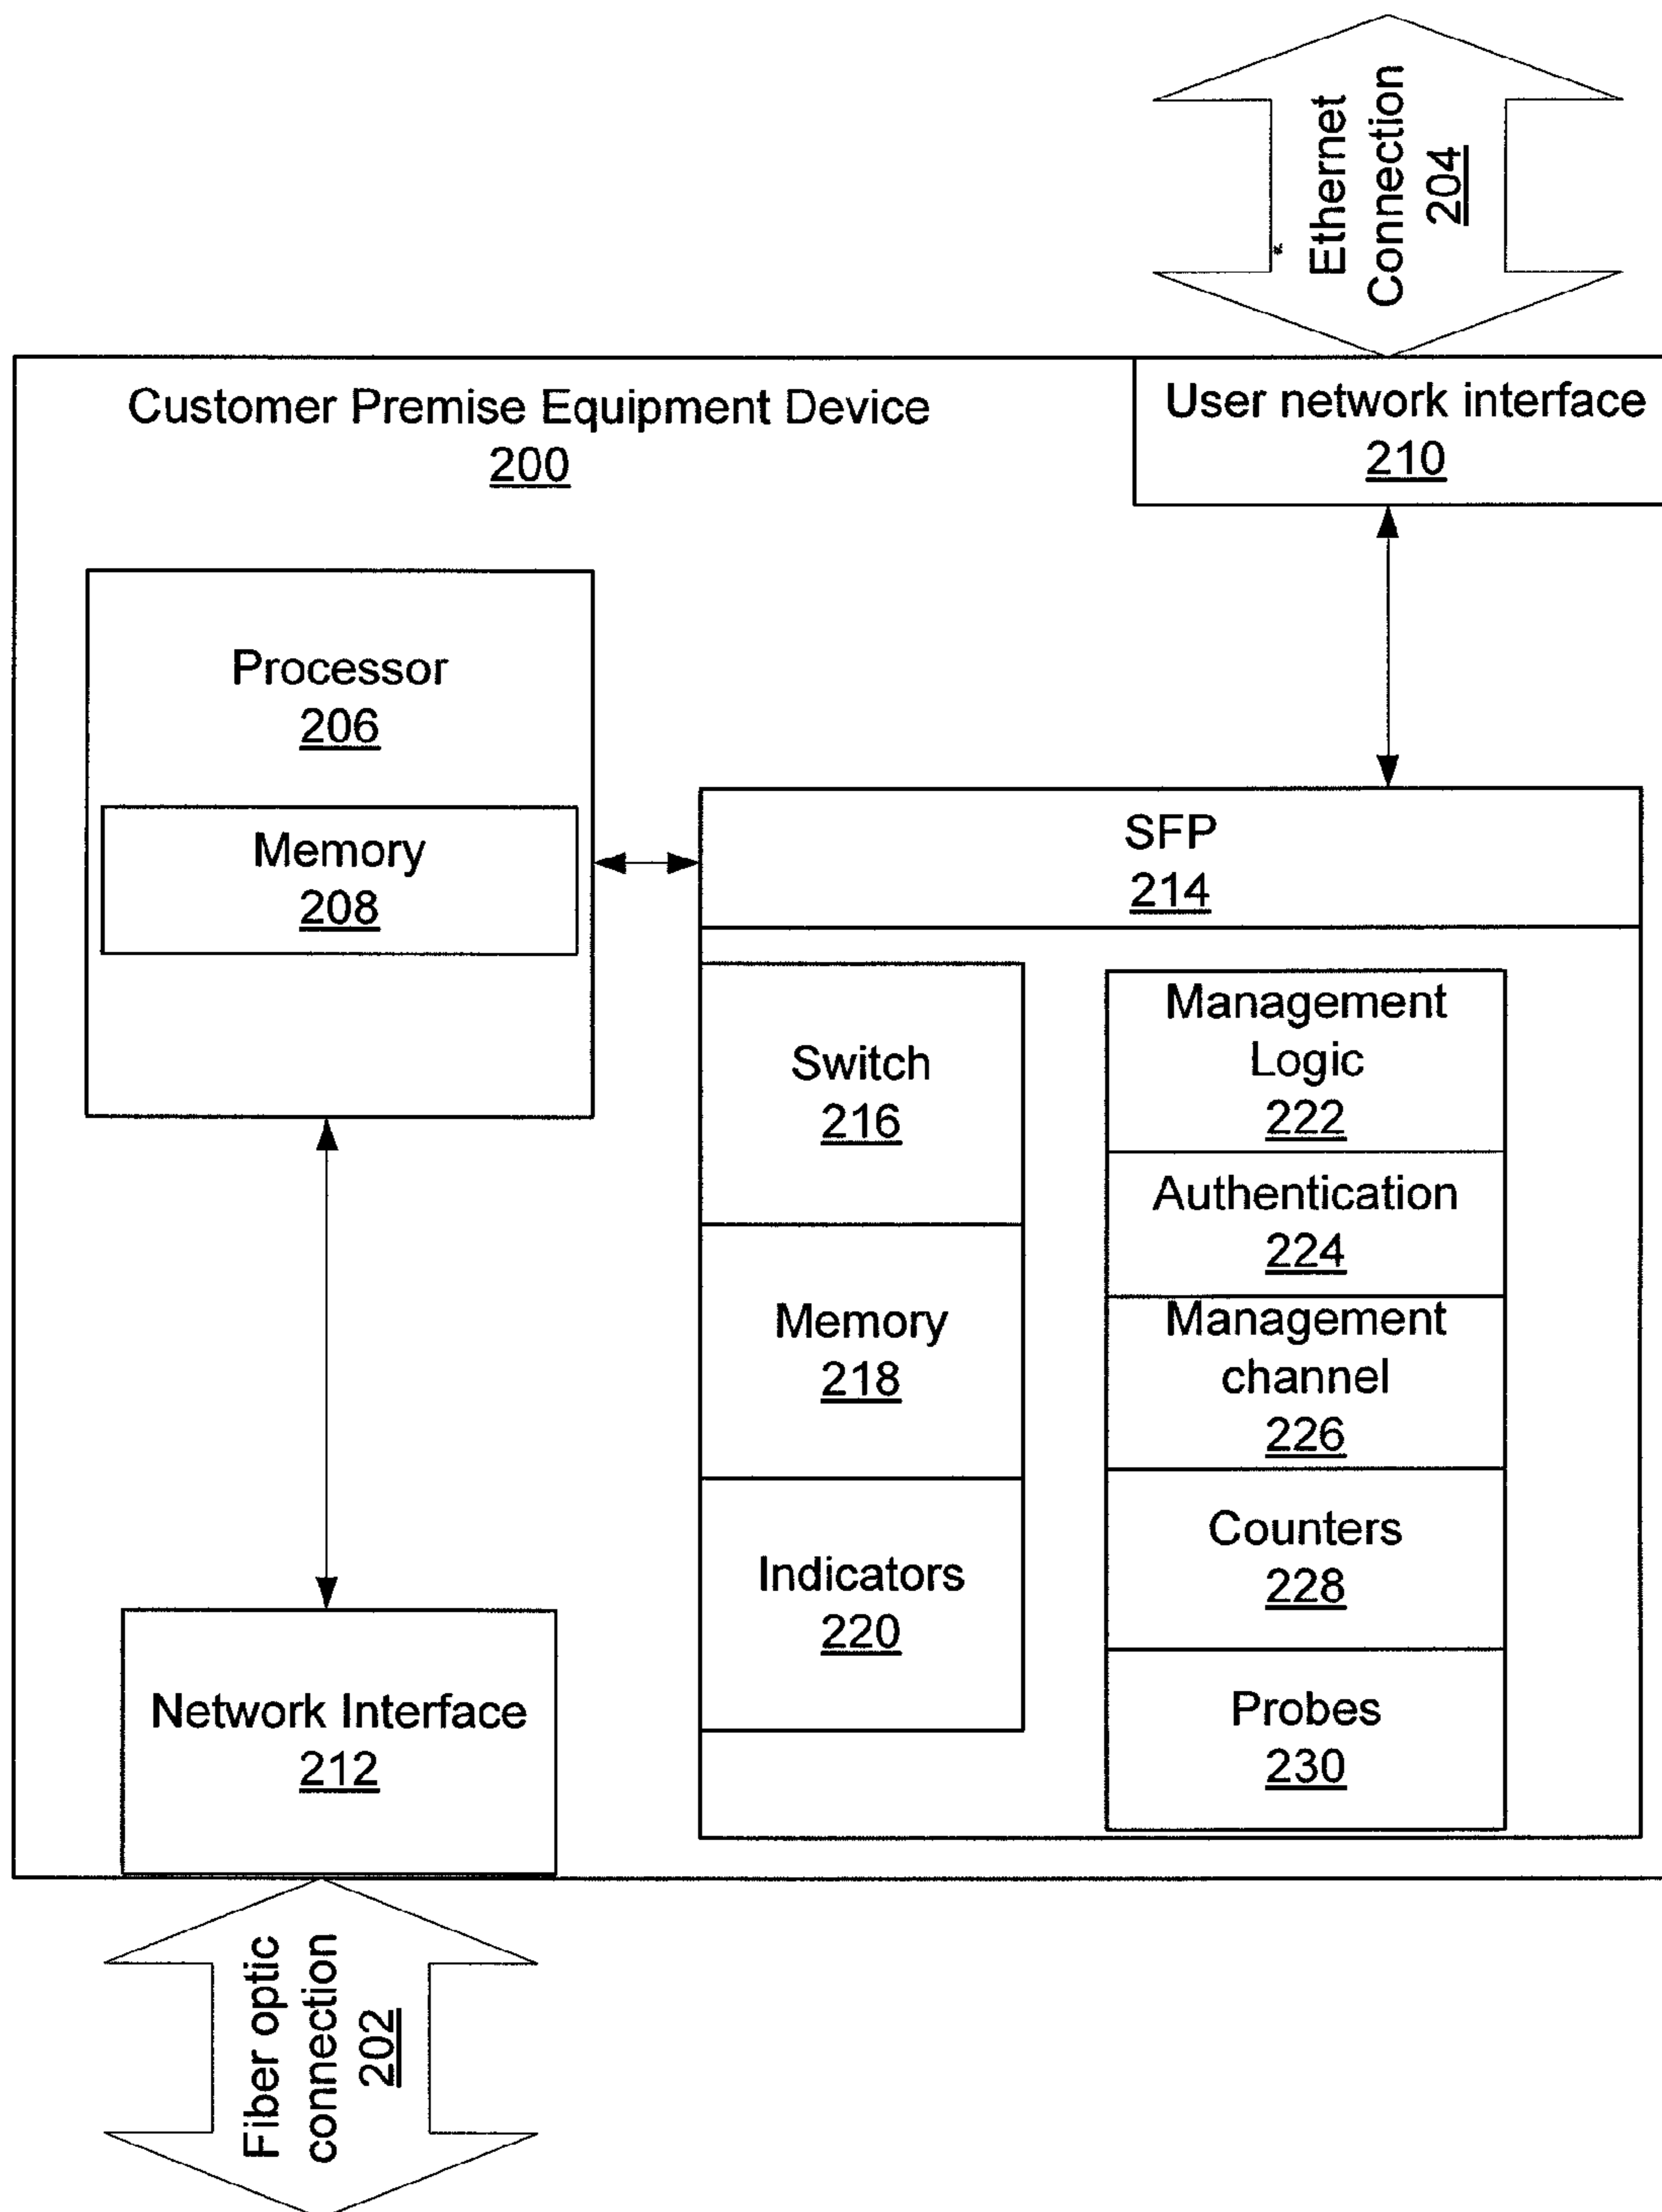 Ethernet
Connection
204
Customer Premise Equipment Device
200
User network interface
210
Processor
206
Memory
208
SFP
214
Switch
216
Memory
218
Indicators
220
Management
Logic
222
Authentication
224
Management
channel
226
Counters
228
Probes
230
Network Interface
212
Fiber optic
connection
202